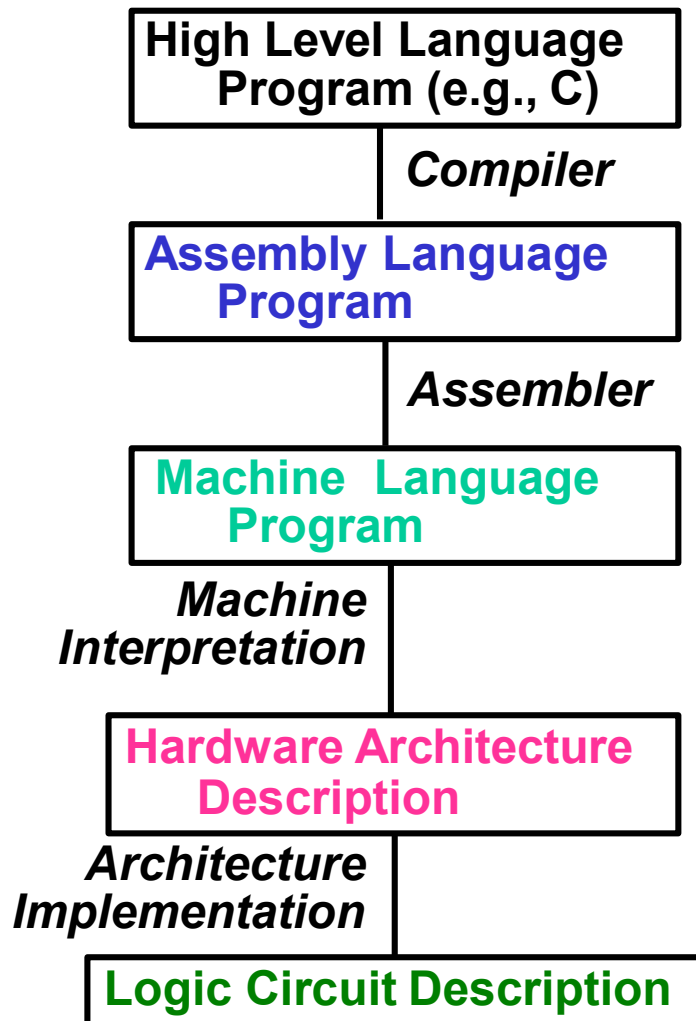 High Level Language
Program (e.g., C)
Compiler
Assembly Language
Program
Assembler
Machine Language
Program
Machine
Interpretation
Hardware Architecture
Description
Architecture
Implementation
Logic Circuit Description